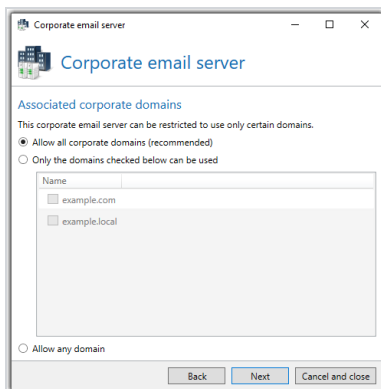 Corporate email server
Corporate email server
Associated corporate domains
This corporate email server can be restricted to use only certain domains.
Allow all corporate domains (recommended)
Only the domains checked below can be used
Name
example.com
example.local
Allow any domain
Back Next Cancel and close